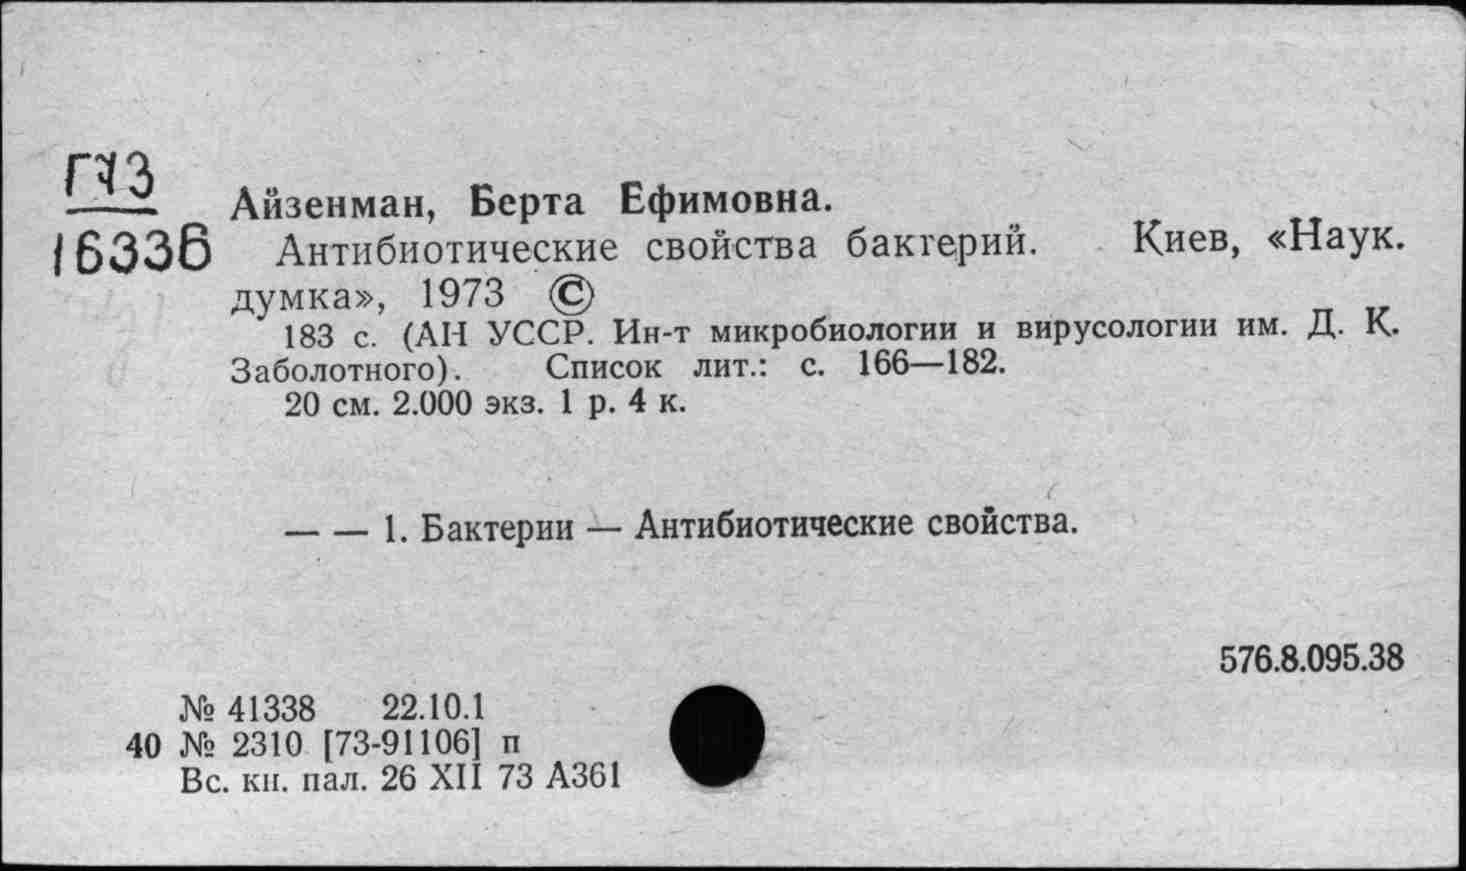 П73
16336
Айзенман, Берта Ефимовна.
Антибиотические свойства бактерий. Киев, «Наук.
думка», 1973 ©
183 с. (АН УССР. Ин-т микробиологии и вирусологии им. Д. К.
Заболотного). Список лит.: с. 166—182.
20 см. 2.000 экз. 1 р. 4 к.
— — 1. Бактерии — Антибиотические свойства.
576.8.095.38
№ 41338 22.10.1
40 № 2310 [73-91106] п
Вс. кн. пал. 26 XII 73 А361